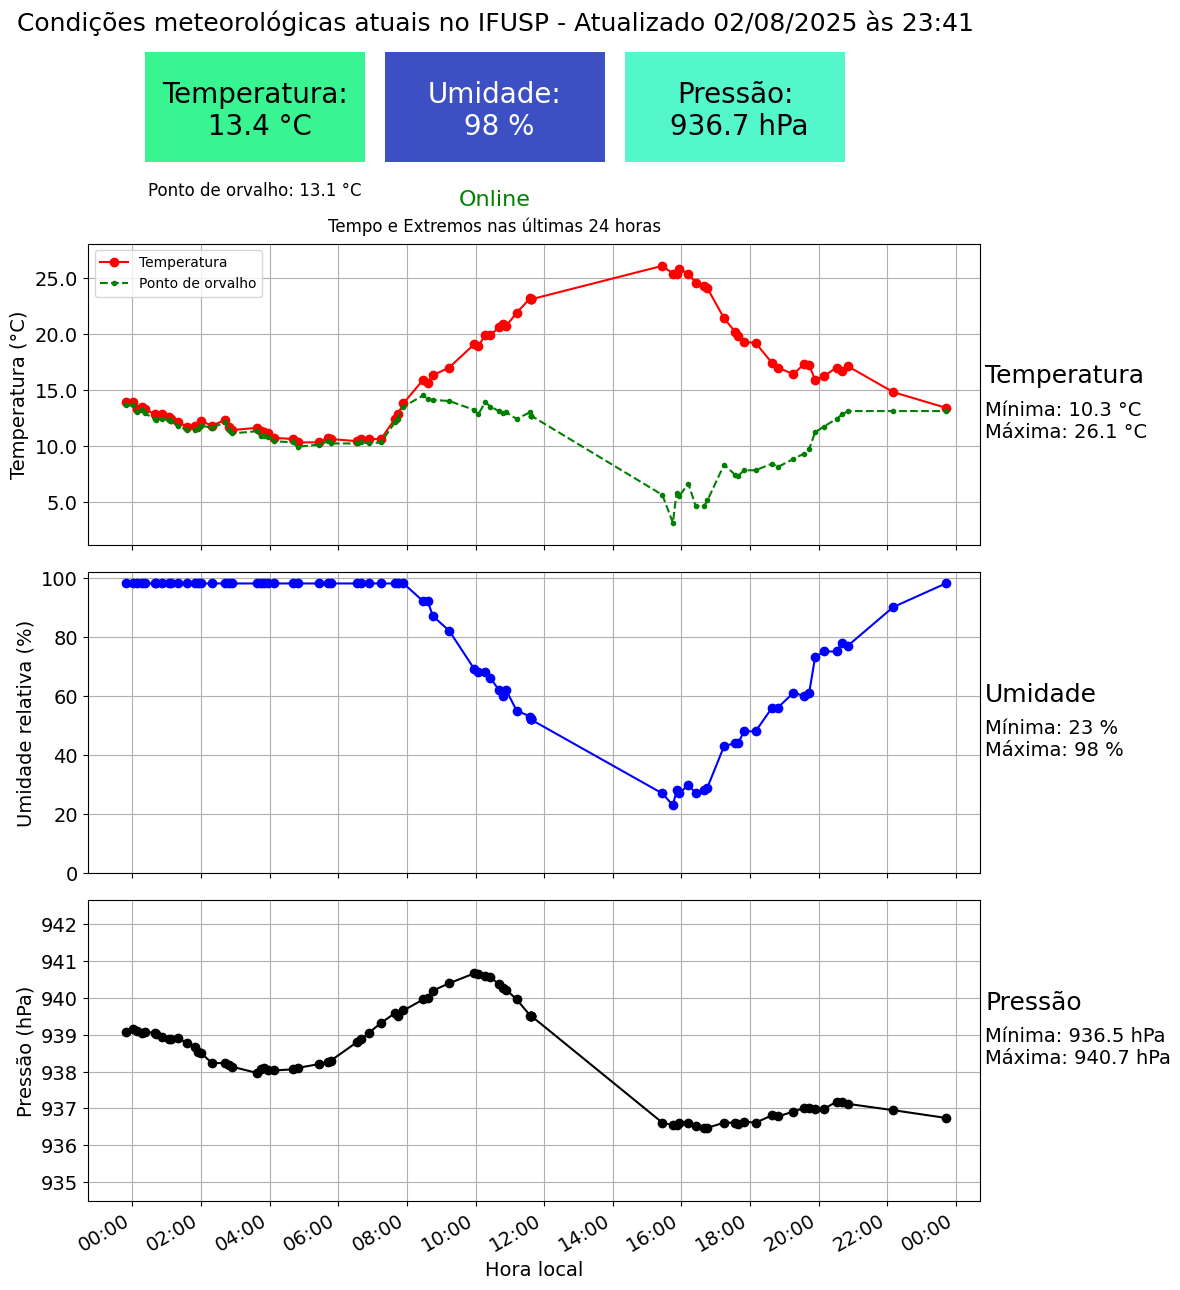 Condições meteorológicas atuais no IFUSP - Atualizado 02/08/2025 às 23:41
Temperatura:
13.4 °C
Umidade:
98 %
Pressão:
936.7 hPa
Ponto de orvalho: 13.1 °C
Online
Tempo e Extremos nas últimas 24 horas
Temperatura
Ponto de orvalho
Temperatura (°C)
25.0
20.0
15.0
10.0
5.0
Temperatura
Mínima: 10.3 °C
Máxima: 26.1 °C
Umidade relativa (%)
100
80
60
40
20
0
Umidade
Mínima: 23 %
Máxima: 98 %
Pressão (hPa)
942
941
940
939
938
937
936
935
Pressão
Mínima: 936.5 hPa
Máxima: 940.7 hPa
00:00 02:00 04:00 06:00 08:00 10:00 12:00 14:00 16:00 18:00 20:00 22:00 00:00
Hora local